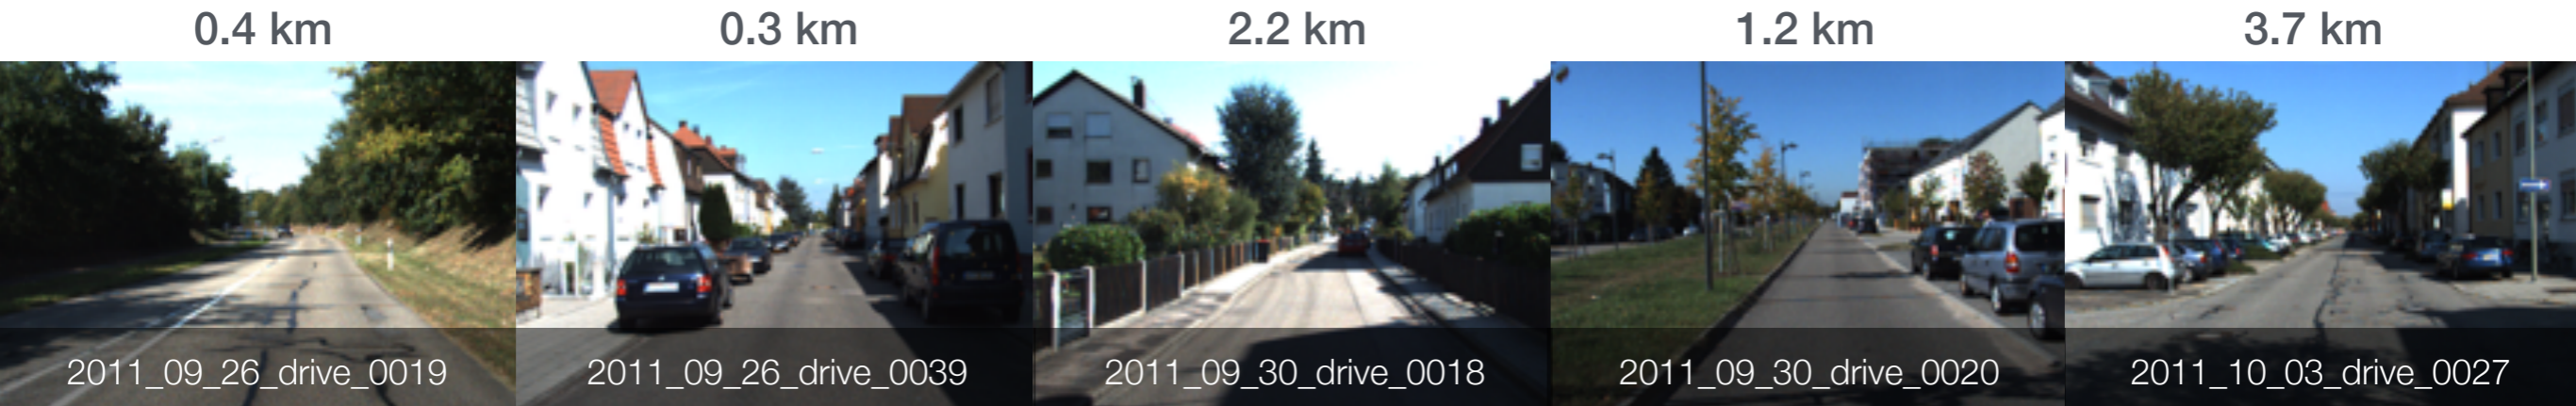 0.4 km
0.3 km
2.2 km
1.2 km
3.7 km
2011_09_26_drive_0019
2011_09_26_drive_0039
2011_09_30_drive_0018
2011_09_30_drive_0020
2011_10_03_drive_0027